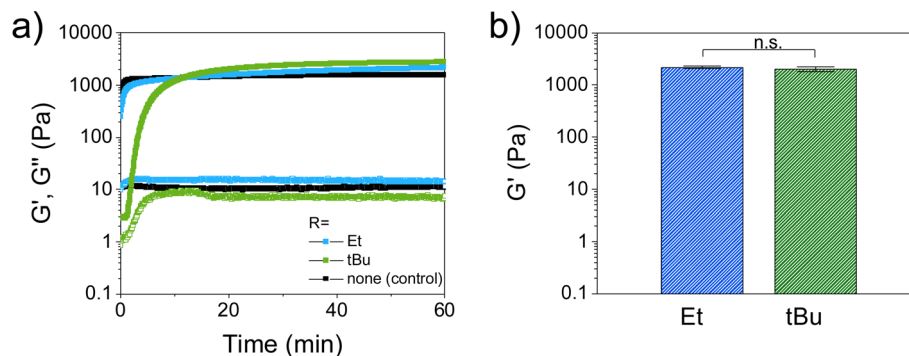 a)
10000
1000
100
10
1
0.1
G', G" (Pa)
R=
Et
tBu
none (control)
0
20
40
60
Time (min)
b)
10000
1000
100
10
1
0.1
G' (Pa)
n.s.
Et
tBu